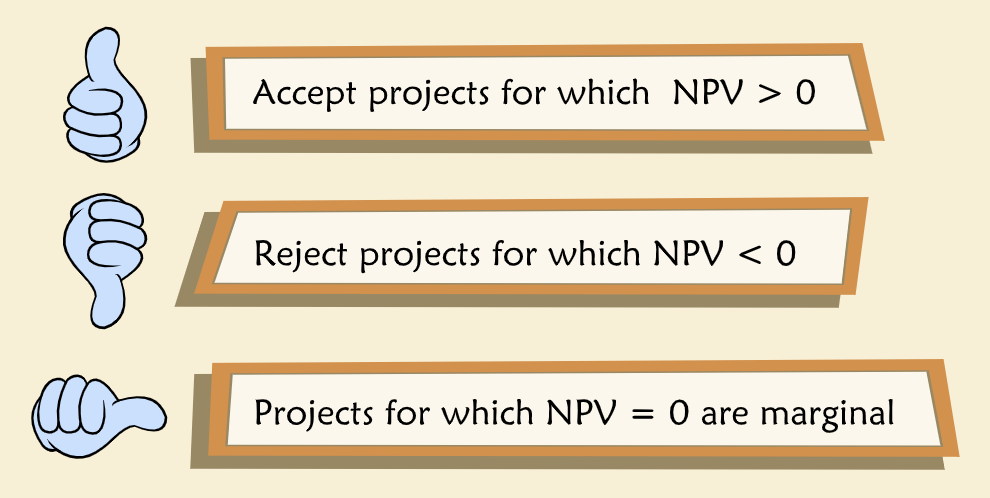 Accept projects for which NPV > 0
Reject projects for which NPV < 0
Projects for which NPV = 0 are marginal